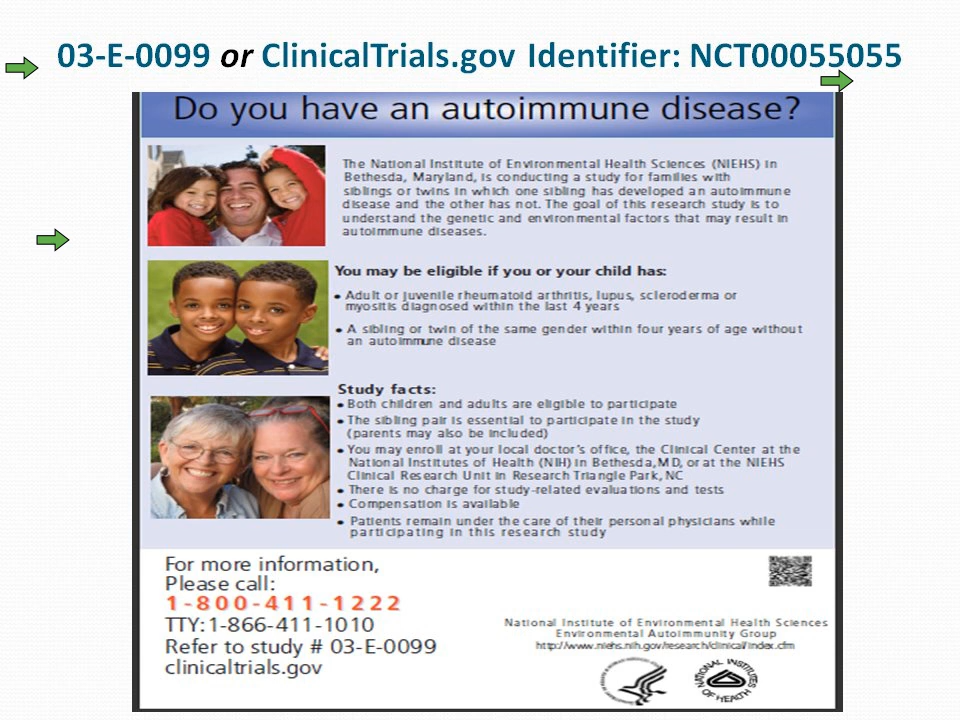 03-E-0099 or ClinicalTrials.gov Identifier: NCT00055055
Do you have an autoimmune disease?
The National Institute of Environmental Health Sciences (NIEHS) in
Bethesda, Maryland, is conducting a study for families with
siblings or twins in which one sibling has developed an autoimmune
disease and the other has not. The goal of this research study is to
understand the genetic and environmental factors that may result in
autoimmune diseases.
You may be eligible if you or your child has:
• Adult or juvenile rheumatoid arthritis, lupus, scleroderma or
myositis diagnosed within the last 4 years
• A sibling or twin of the same gender within four years of age without
an autoimmune disease
Study facts:
• Both children and adults are eligible to participate
• The sibling pair is essential to participate in the study
(parents may also be included)
• You may enroll at your local doctor's office, the Clinical Center at the
National Institutes of Health (NIH) in Bethesda, MD, or at the NIEHS
Clinical Research Unit in Research Triangle Park, NC
• There is no charge for study-related evaluations and tests
• Compensation is available
• Patients remain under the care of their personal physicians while
participating in this research study
For more information,
Please call:
1-800-411-1222
TTY: 1-866-411-1010
Refer to study # 03-E-0099
clinicaltrials.gov
National Institute of Environmental Health Sciences
Environmental Autoimmunity Group
http://www.niehs.nih.gov/research/clinical/index.cfm
NATIONAL INSTITUTES
OF HEALTH